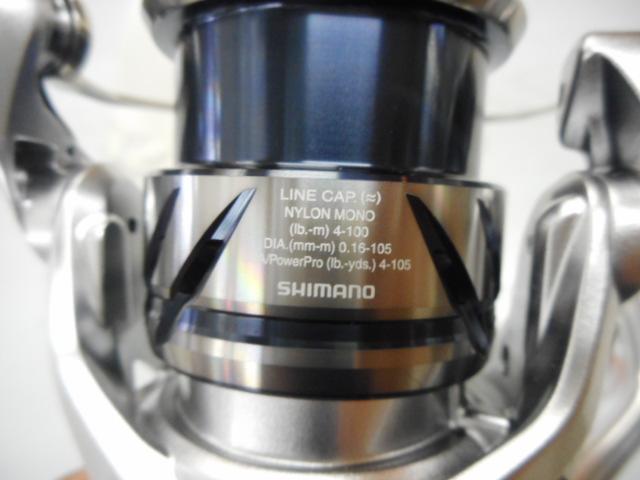 LINE CAP. (≈)
NYLON MONO
(lb.-m) 4-100
DIA.(mm-m) 0.16-105
/PowerPro (lb.-yds.) 4-105
SHIMANO